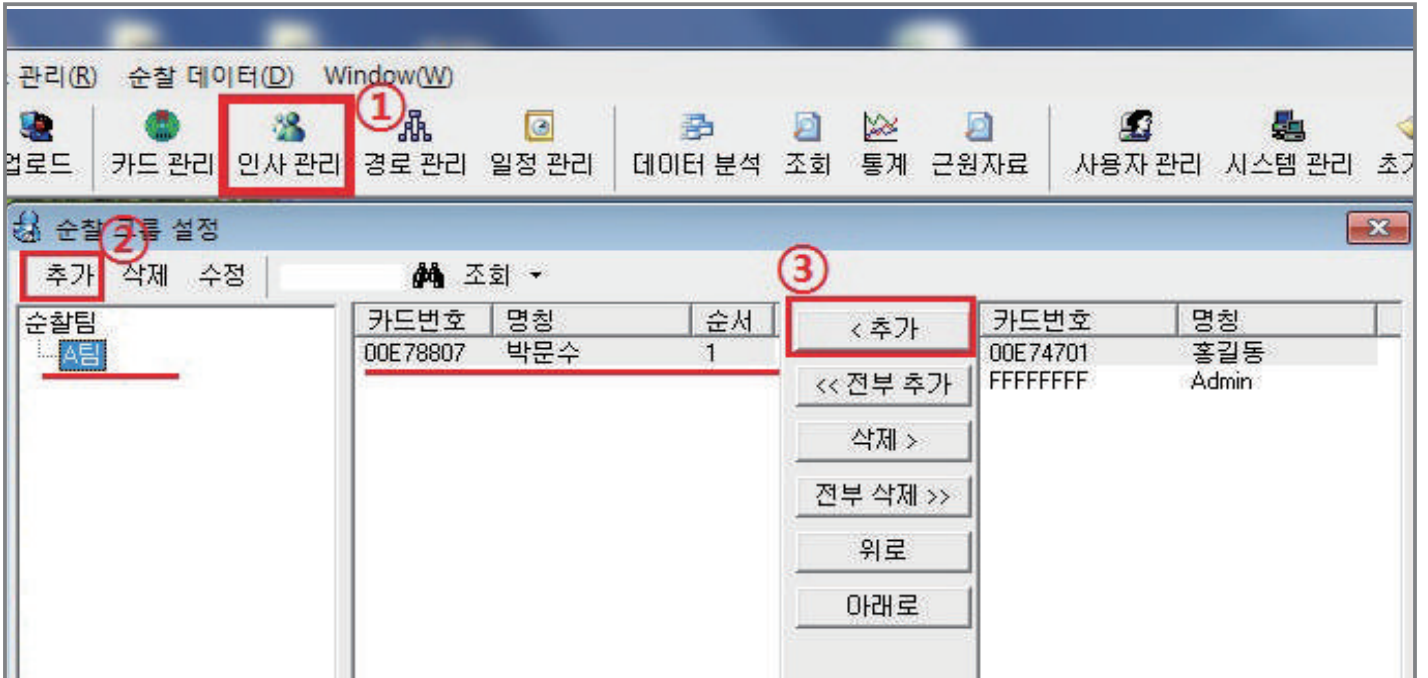 관리(R) 순찰 데이터(D) Window(W)
①
업로드 카드 관리 인사 관리 경로 관리 일정 관리 데이터 분석 조회 통계 근원자료 사용자 관리 시스템 관리
순찰 그룹 설정
②
추가 삭제 수정 조회
③
순찰팀
A팀
카드번호 명칭 순서
00E78807 박문수 1
< 추가
<< 전부 추가
삭제 >
전부 삭제 >>
위로
아래로
카드번호 명칭
00E74701 홍길동
FFFFFFFF Admin